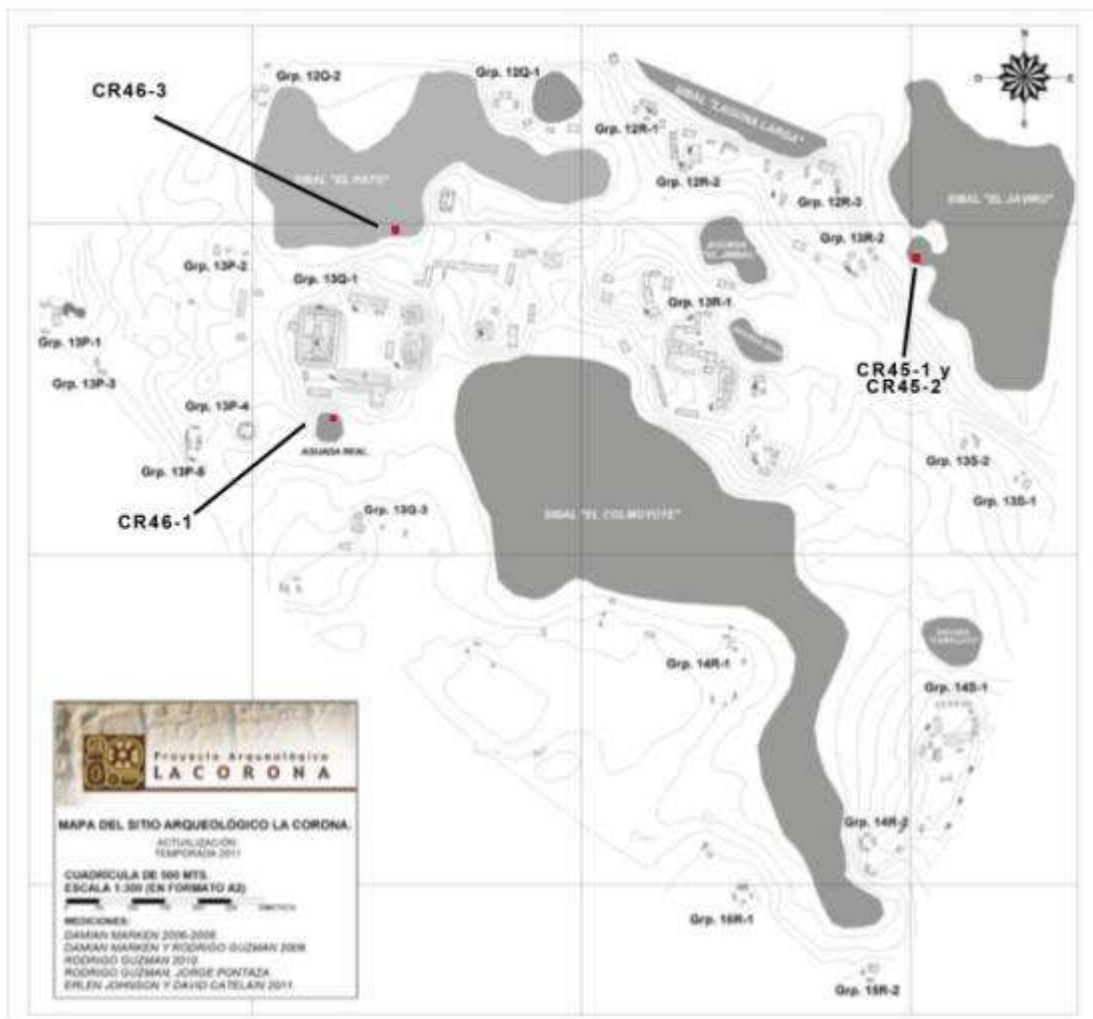 Grp. 12Q-2
Grp. 12Q-1
CR46-3
SIBAL "LAGUNA LARGA"
Grp. 12R-1
Grp. 12R-2
SIBAL "EL PATO"
Grp. 12R-3
SIBAL "EL JAVIRU"
Grp. 13R-2
Grp. 13P-2
Grp. 13Q-1
Grp. 13R-1
Grp. 13P-1
CR45-1 y
CR45-2
Grp. 13P-3
Grp. 13P-4
AGUADA REAL
Grp. 13P-5
Grp. 13S-2
Grp. 13S-1
CR46-1
Grp. 13Q-3
SIBAL "EL COLMOYOTE"
Grp. 14R-1
Grp. 14S-1
Grp. 14R-2
Grp. 15R-1
Grp. 15R-2
Proyecto Arqueológico
LA CORONA
MAPA DEL SITIO ARQUEOLÓGICO LA CORONA.
ACTUALIZACIÓN
TEMPORADA 2011
CUADRÍCULA DE 500 MTS.
ESCALA 1:300 (EN FORMATO A2)
MEDICIONES:
DAMIAN MARKEN 2005-2008
DAMIAN MARKEN Y RODRIGO GUZMAN 2009
RODRIGO GUZMAN 2010
RODRIGO GUZMAN, JORGE PONTAZA
ERLEN JOHNSON Y DAVID CATELAIN 2011